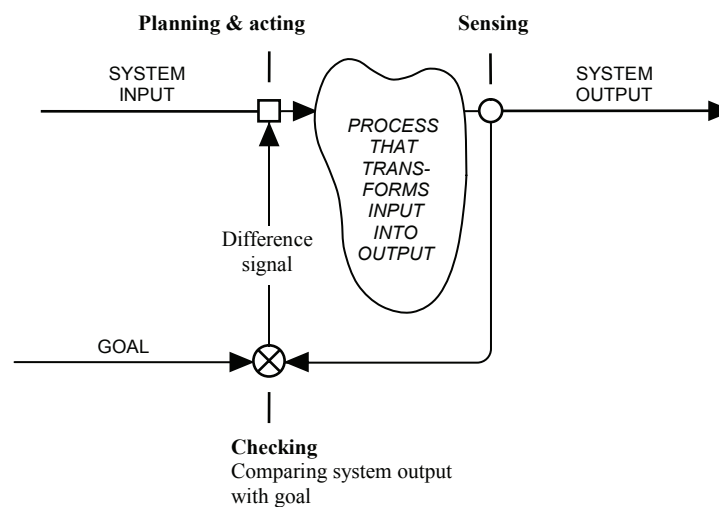 Planning & acting
Sensing
SYSTEM
INPUT
SYSTEM
OUTPUT
PROCESS
THAT
TRANS-
FORMS
INPUT
INTO
OUTPUT
Difference
signal
GOAL
Checking
Comparing system output
with goal